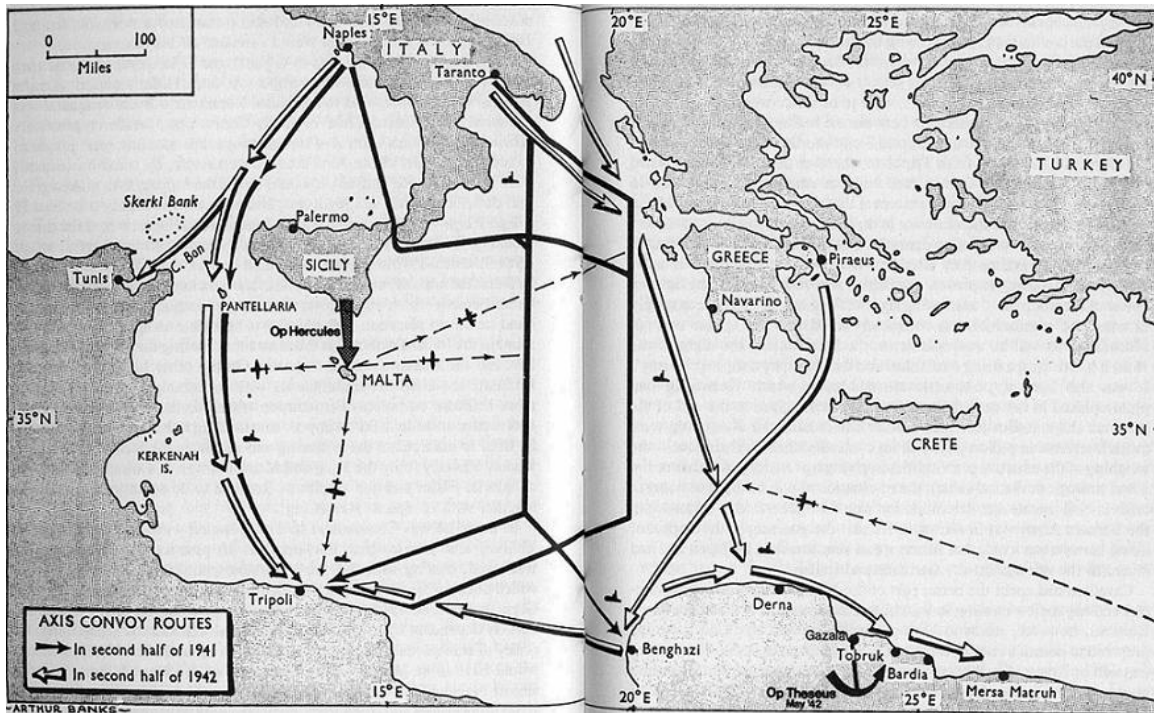 15°E
20°E
25°E
0 100
Miles
Naples
ITALY
Taranto
40°N
TURKEY
Skerki Bank
Palermo
SICILY
C. Bon
Tunis
GREECE
Piraeus
PANTELLARIA
Navarino
Op Hercules
MALTA
35°N
35°N
CRETE
KERKENAH
IS.
Tripoli
Derna
Gazala
Benghazi
Tobruk
Bardia
Mersa Matruh
Op Theseus
May '42
AXIS CONVOY ROUTES
In second half of 1941
In second half of 1942
15°E
20°E
25°E
ARTHUR BANKS